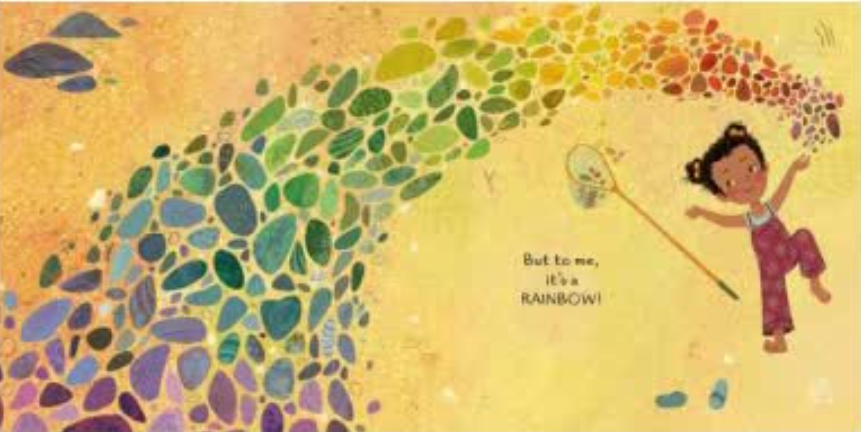 But to me,
it's a
RAINBOW!